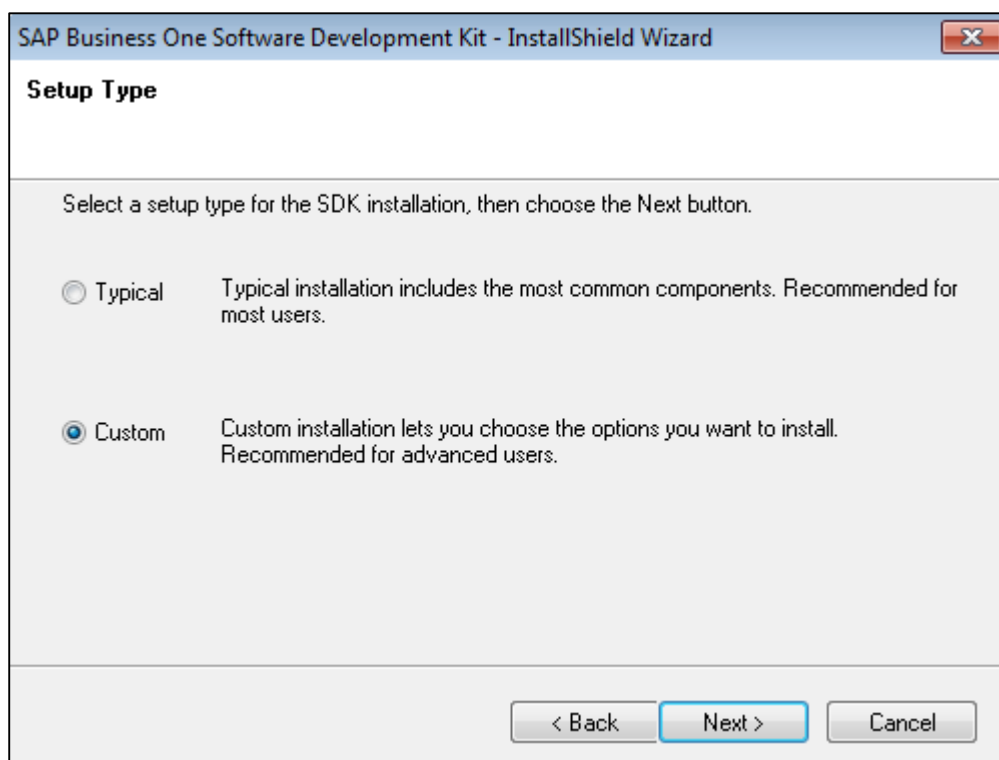 SAP Business One Software Development Kit - InstallShield Wizard
Setup Type
Select a setup type for the SDK installation, then choose the Next button.
Typical
Typical installation includes the most common components. Recommended for
most users.
Custom
Custom installation lets you choose the options you want to install.
Recommended for advanced users.
< Back
Next >
Cancel